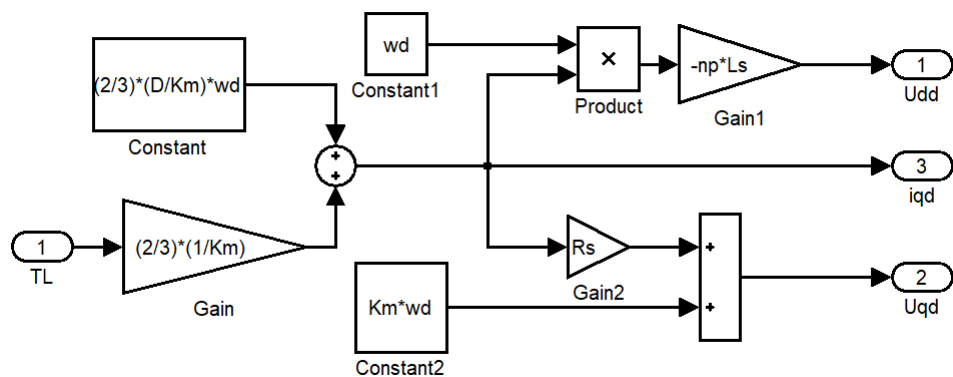 (2/3)*(D/Km)*wd
Constant
wd
Constant1
×
Product
-np*Ls
Gain1
1
Udd
+
+
3
iqd
1
TL
(2/3)*(1/Km)
Gain
Rs
Gain2
Km*wd
Constant2
+
+
2
Uqd